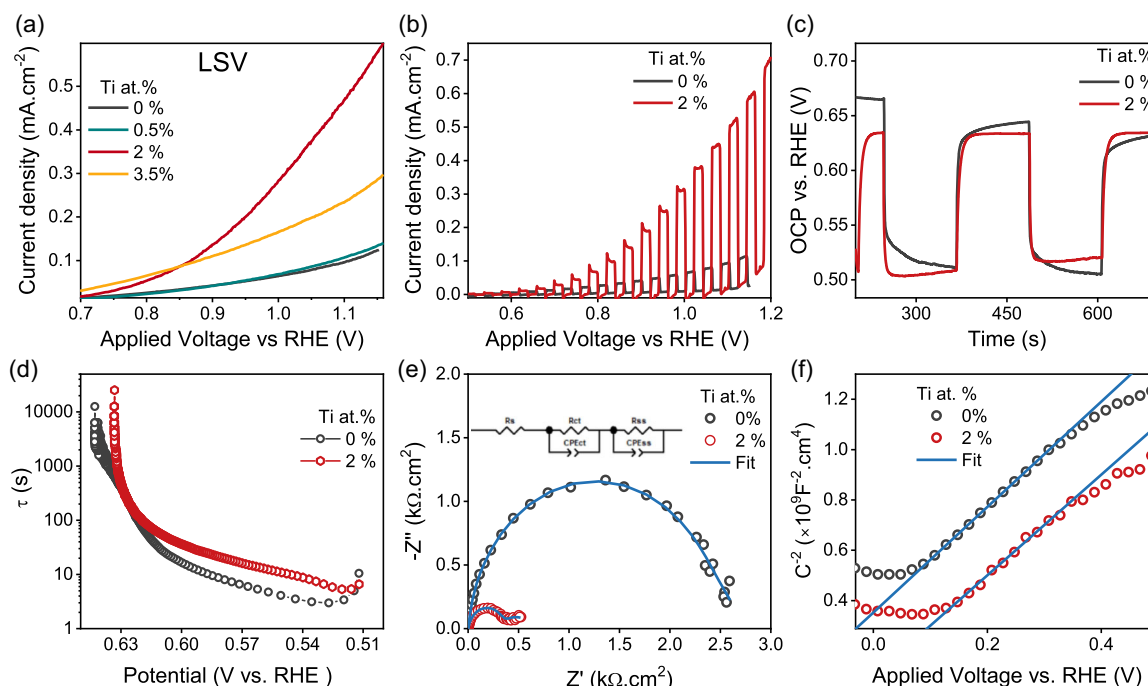 (a)
LSV
Ti at.%
0 %
0.5%
2 %
3.5%
0.5
0.4
0.3
0.2
0.1
0.7 0.8 0.9 1.0 1.1
Current density (mA.cm⁻²)
Applied Voltage vs RHE (V)
(b)
Ti at.%
0 %
2 %
0.7
0.6
0.5
0.4
0.3
0.2
0.1
0.0
0.6 0.8 1.0 1.2
Current density (mA.cm⁻²)
Applied Voltage vs RHE (V)
(c)
Ti at.%
0 %
2 %
0.65
0.60
0.55
0.50
300 450 600
OCP vs. RHE (V)
Time (s)
(d)
Ti at.%
0 %
2 %
10000
1000
100
10
1
0.63 0.60 0.57 0.54 0.51
τ (s)
Potential (V vs. RHE)
(e)
Ti at.%
0%
2 %
Fit
Rs Rct Rss
CPEct CPEss
2.0
1.5
1.0
0.5
0.0
0.0 0.5 1.0 1.5 2.0 2.5 3.0
-Z'' (kΩ.cm²)
Z' (kΩ.cm²)
(f)
Ti at. %
0%
2 %
Fit
1.2
1.0
0.8
0.6
0.4
0.0 0.2 0.4
C⁻² (×10⁹F⁻².cm⁴)
Applied Voltage vs. RHE (V)